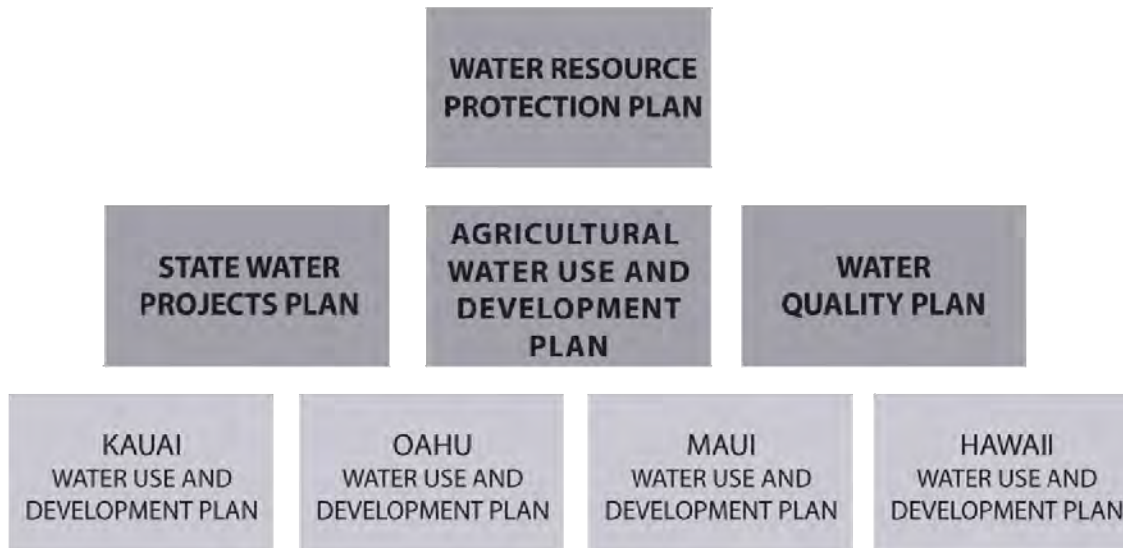 WATER RESOURCE
PROTECTION PLAN
STATE WATER
PROJECTS PLAN
AGRICULTURAL
WATER USE AND
DEVELOPMENT
PLAN
WATER
QUALITY PLAN
KAUAI
WATER USE AND
DEVELOPMENT PLAN
OAHU
WATER USE AND
DEVELOPMENT PLAN
MAUI
WATER USE AND
DEVELOPMENT PLAN
HAWAII
WATER USE AND
DEVELOPMENT PLAN